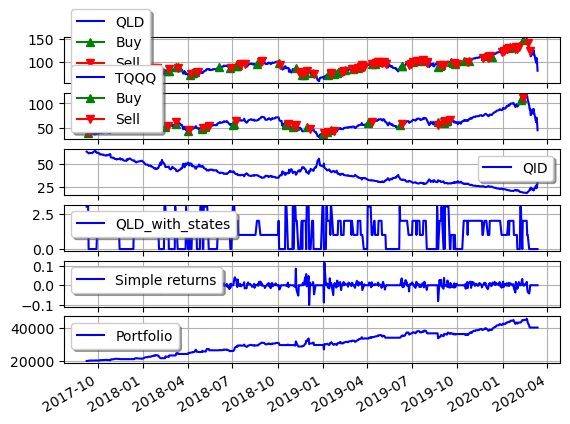 QLD
Buy
Sell
150
100
TQQQ
Buy
Sell
100
50
QID
50
25
QLD_with_states
2.5
0.0
Simple returns
0.1
0.0
−0.1
Portfolio
40000
20000
2017-10
2018-01
2018-04
2018-07
2018-10
2019-01
2019-04
2019-07
2019-10
2020-01
2020-04